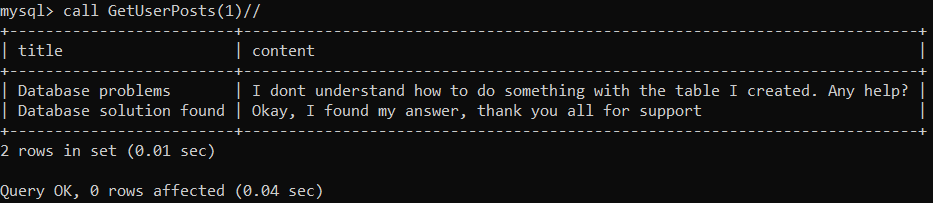 mysql> call GetUserPosts(1)//
+-------------------------+------------------------------------------------------------------------+
| title                   | content                                                                |
+-------------------------+------------------------------------------------------------------------+
| Database problems       | I dont understand how to do something with the table I created. Any help? |
| Database solution found | Okay, I found my answer, thank you all for support                     |
+-------------------------+------------------------------------------------------------------------+
2 rows in set (0.01 sec)
Query OK, 0 rows affected (0.04 sec)